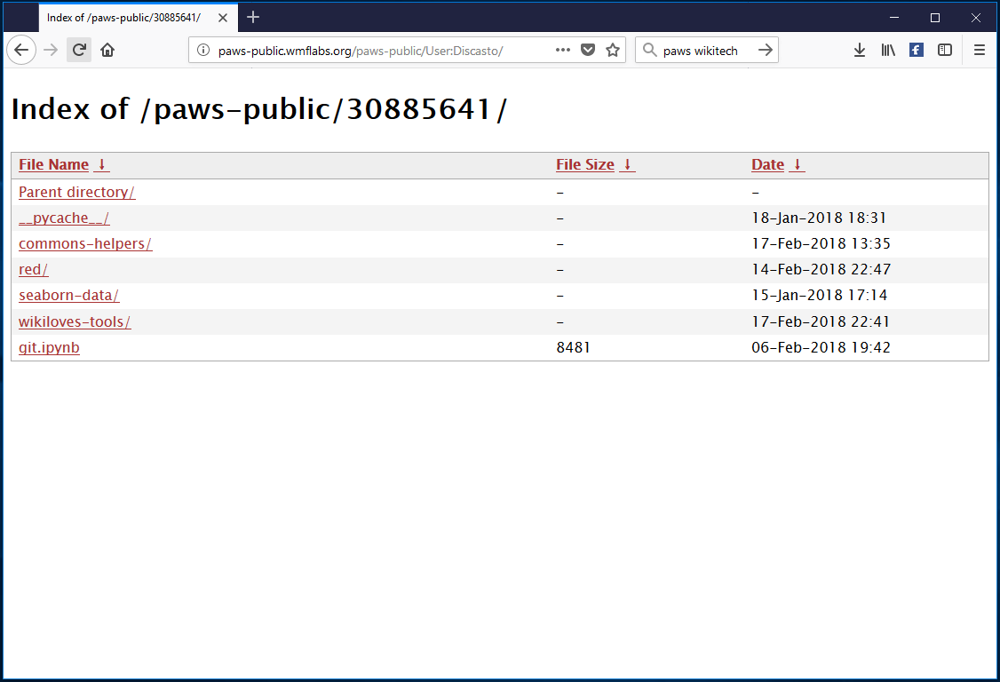 Index of /paws-public/30885641/
paws-public.wmflabs.org/paws-public/User:Discasto/ paws wikitech
Index of /paws-public/30885641/
File Name ↓ File Size ↓ Date ↓
Parent directory/ - -
__pycache__/ - 18-Jan-2018 18:31
commons-helpers/ - 17-Feb-2018 13:35
red/ - 14-Feb-2018 22:47
seaborn-data/ - 15-Jan-2018 17:14
wikiloves-tools/ - 17-Feb-2018 22:41
git.ipynb 8481 06-Feb-2018 19:42